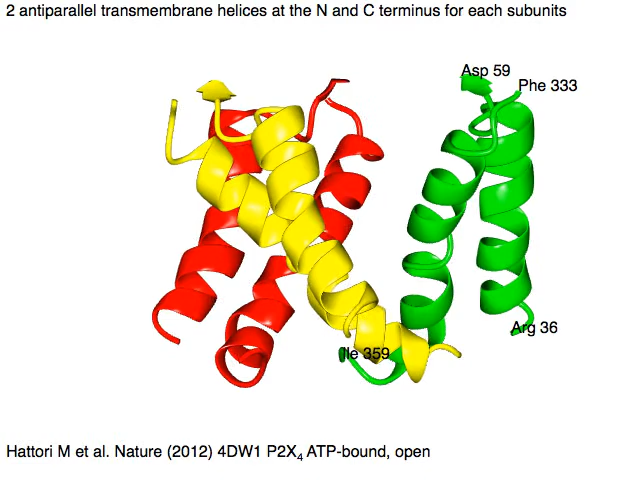 2 antiparallel transmembrane helices at the N and C terminus for each subunits
Asp 59
Phe 333
Arg 36
Ile 359
Hattori M et al. Nature (2012) 4DW1 P2X₄ ATP-bound, open